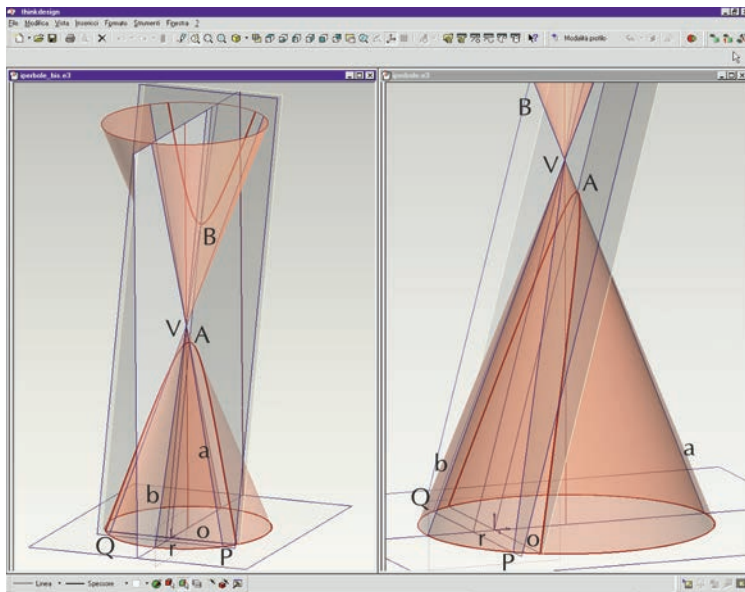 thinkdesign
File Modifica Vista Inserisci Formato Strumenti Finestra ?
Modalità profilo
iperbole_bis.e3
iperbole.e3
B
V A
a
b
Q r o P
B
V
A
b
a
Q
r
o
P
Linea
Spessore